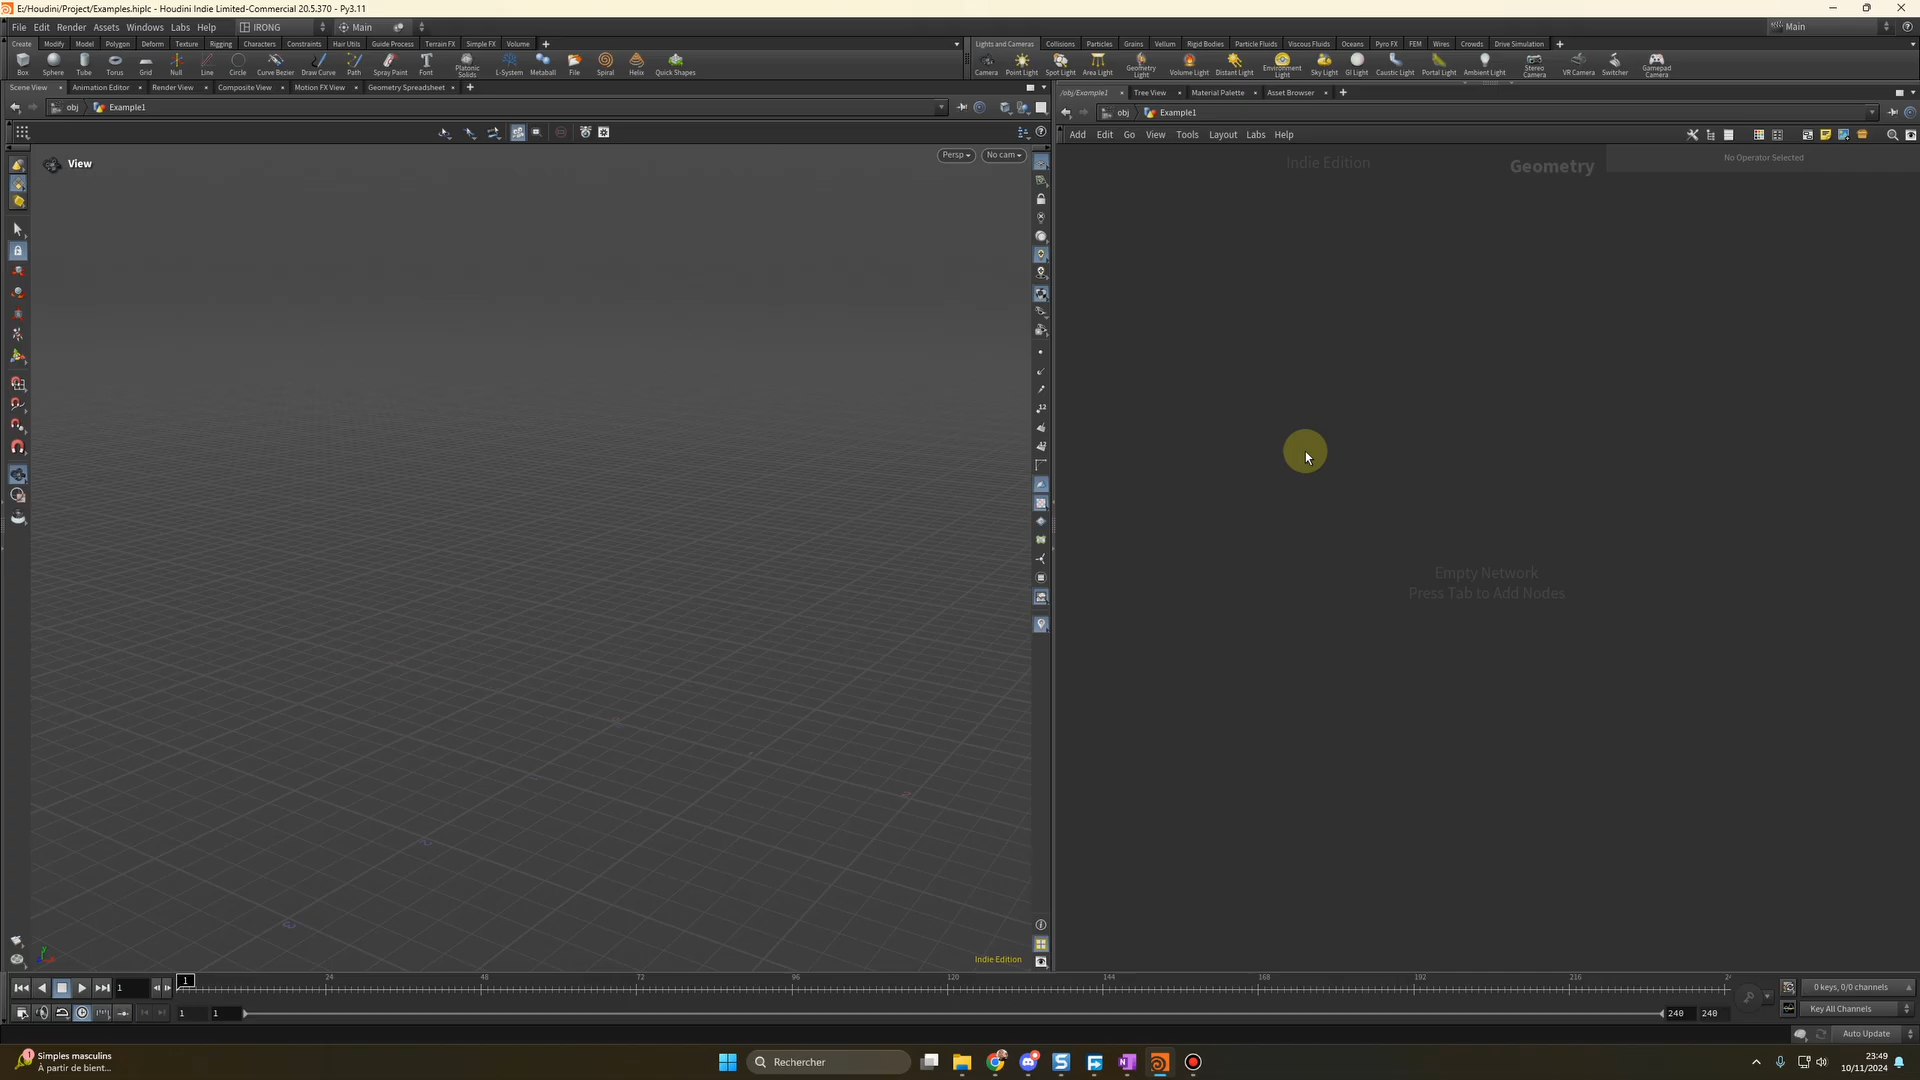 E:/Houdini/Project/Examples.hiplc - Houdini Indie Limited-Commercial 20.5.370 - Py3.11
File Edit Render Assets Windows Labs Help IRONG Main Main
Create Modify Model Polygon Deform Texture Rigging Characters Constraints Hair Utils Guide Process Terrain FX Simple FX Volume
Lights and Cameras Collisions Particles Grains Vellum Rigid Bodies Particle Fluids Viscous Fluids Oceans Pyro FX FEM Wires Crowds Drive Simulation
Box Sphere Tube Torus Grid Null Line Circle Curve Bezier Draw Curve Path Spray Paint Font Platonic Solids L-System Metaball File Spiral Helix Quick Shapes
Camera Point Light Spot Light Area Light Geometry Light Volume Light Distant Light Environment Light Sky Light GI Light Caustic Light Portal Light Ambient Light Stereo Camera VR Camera Switcher Gamepad Camera
Scene View Animation Editor Render View Composite View Motion FX View Geometry Spreadsheet
/obj/Example1 Tree View Material Palette Asset Browser
obj Example1
obj Example1
Add Edit Go View Tools Layout Labs Help
View
Persp No cam
Indie Edition
Geometry
No Operator Selected
Empty Network
Press Tab to Add Nodes
Indie Edition
1 1 24 48 72 96 120 144 168 192 216
0 keys, 0/0 channels
1 1 240 240
Key All Channels
Auto Update
1
Simples masculins
À partir de bient...
Rechercher
23:49
10/11/2024